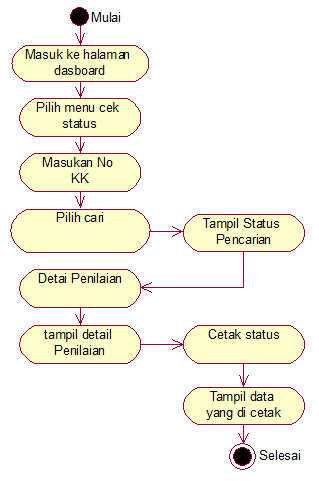 Mulai
Masuk ke halaman
dasboard
Pilih menu cek
status
Masukan No
KK
Pilih cari
Tampil Status
Pencarian
Detai Penilaian
tampil detail
Penilaian
Cetak status
Tampil data
yang di cetak
Selesai